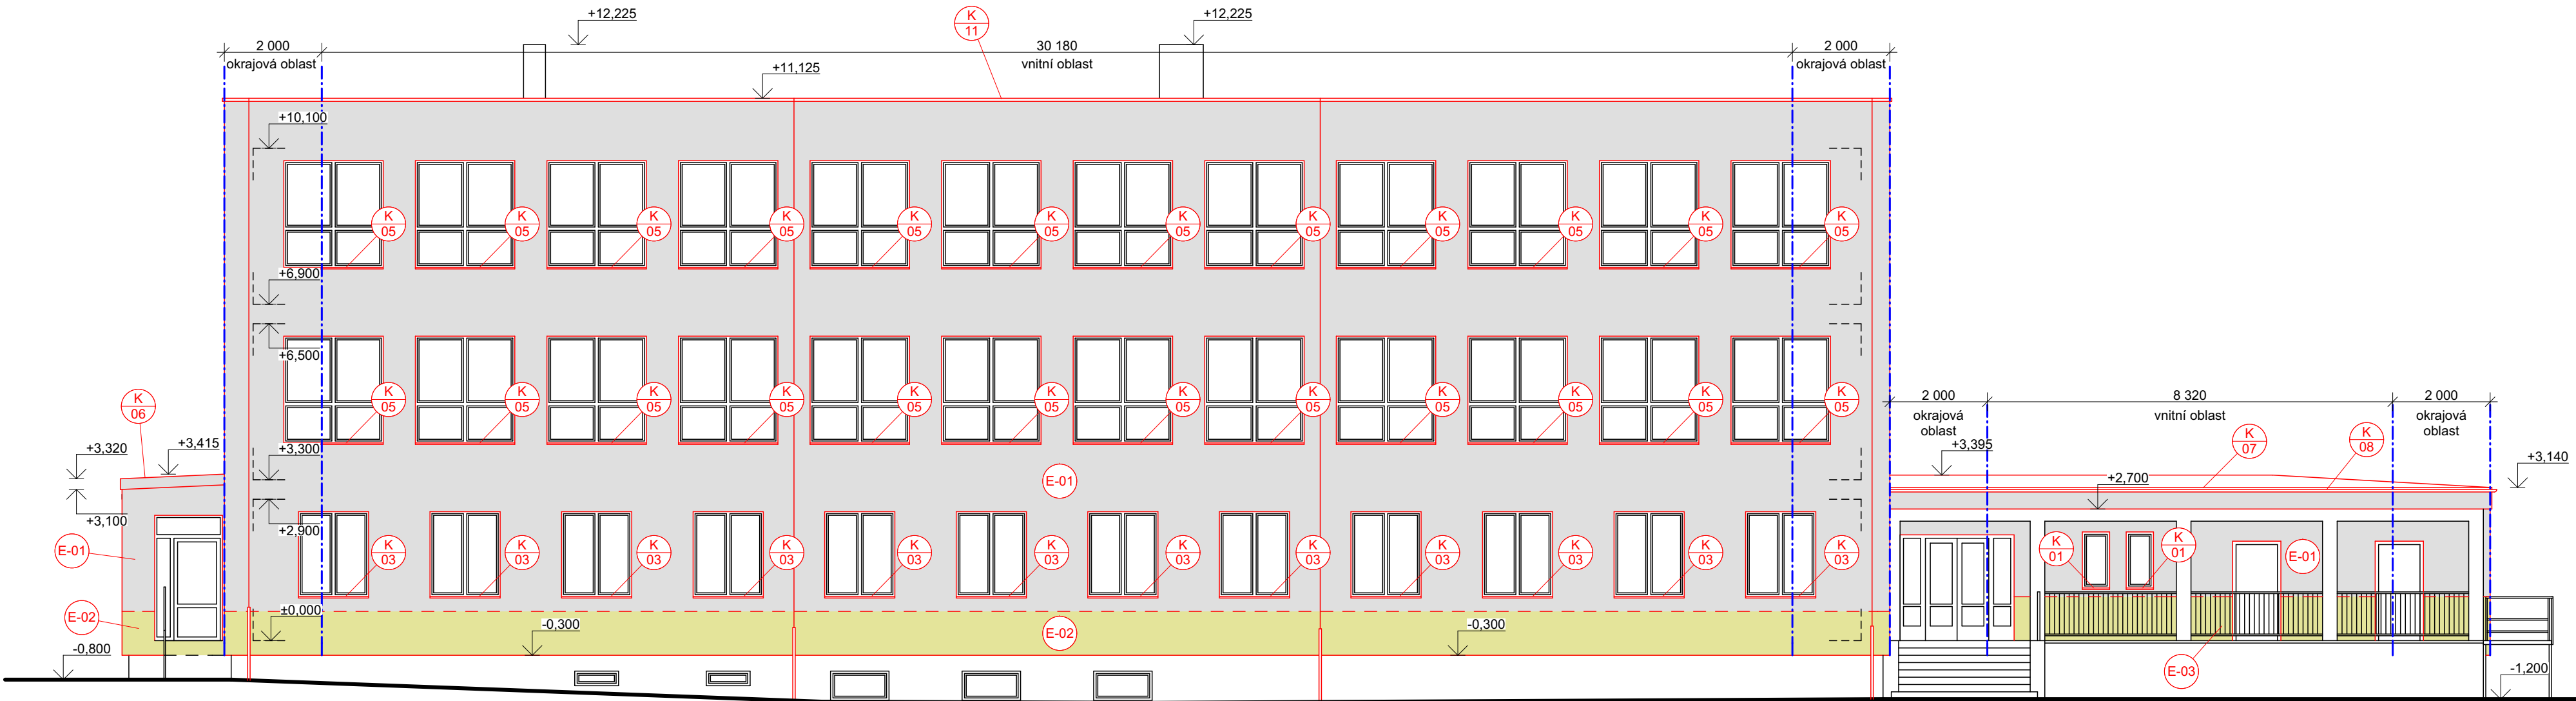 +12,225
+12,225
K
11
2 000
30 180
2 000
okrajová oblast
vnitní oblast
okrajová oblast
+11,125
+10,100
K
05
K
05
K
05
K
05
K
05
K
05
K
05
K
05
K
05
K
05
K
05
K
05
+6,900
+6,500
K
05
K
05
K
05
K
05
K
05
K
05
K
05
K
05
K
05
K
05
K
05
K
05
K
06
2 000
8 320
2 000
okrajová
oblast
vnitní oblast
okrajová
oblast
K
07
K
08
+3,320
+3,415
+3,300
+3,395
+3,140
E-01
+2,700
+3,100
+2,900
E-01
K
03
K
03
K
03
K
03
K
03
K
03
K
03
K
03
K
03
K
03
K
03
K
03
K
01
K
01
E-01
E-02
±0,000
-0,300
E-02
-0,300
-0,800
E-03
-1,200